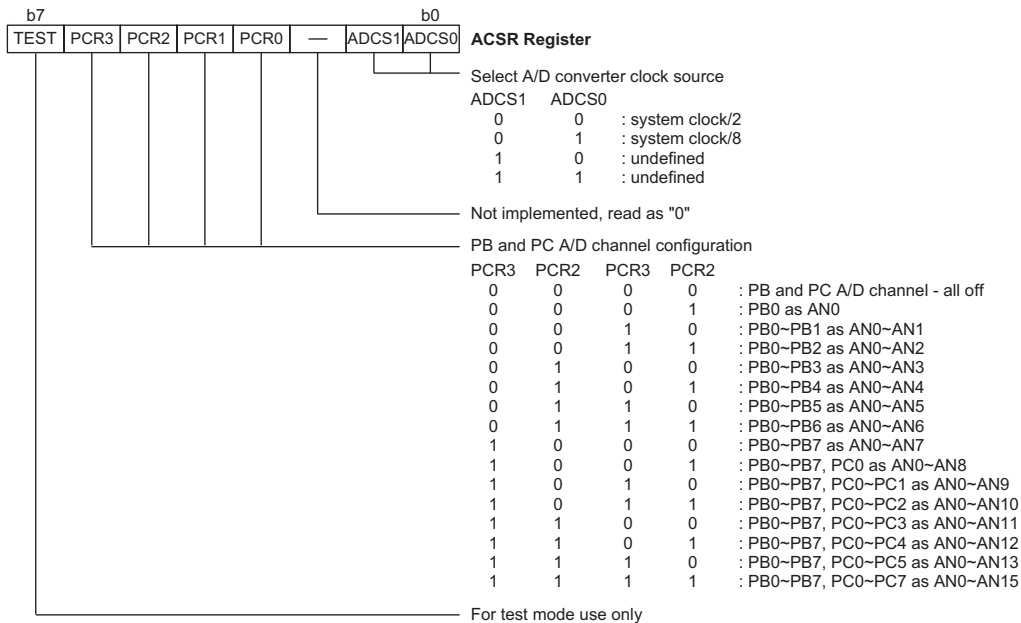 b7 b0
TEST PCR3 PCR2 PCR1 PCR0 — ADCS1 ADCS0 ACSR Register
Select A/D converter clock source
ADCS1 ADCS0
0 0 : system clock/2
0 1 : system clock/8
1 0 : undefined
1 1 : undefined
Not implemented, read as "0"
PB and PC A/D channel configuration
PCR3 PCR2 PCR3 PCR2
0 0 0 0 : PB and PC A/D channel - all off
0 0 0 1 : PB0 as AN0
0 0 1 0 : PB0~PB1 as AN0~AN1
0 0 1 1 : PB0~PB2 as AN0~AN2
0 1 0 0 : PB0~PB3 as AN0~AN3
0 1 0 1 : PB0~PB4 as AN0~AN4
0 1 1 0 : PB0~PB5 as AN0~AN5
0 1 1 1 : PB0~PB6 as AN0~AN6
1 0 0 0 : PB0~PB7 as AN0~AN7
1 0 0 1 : PB0~PB7, PC0 as AN0~AN8
1 0 1 0 : PB0~PB7, PC0~PC1 as AN0~AN9
1 0 1 1 : PB0~PB7, PC0~PC2 as AN0~AN10
1 1 0 0 : PB0~PB7, PC0~PC3 as AN0~AN11
1 1 0 1 : PB0~PB7, PC0~PC4 as AN0~AN12
1 1 1 0 : PB0~PB7, PC0~PC5 as AN0~AN13
1 1 1 1 : PB0~PB7, PC0~PC7 as AN0~AN15
For test mode use only